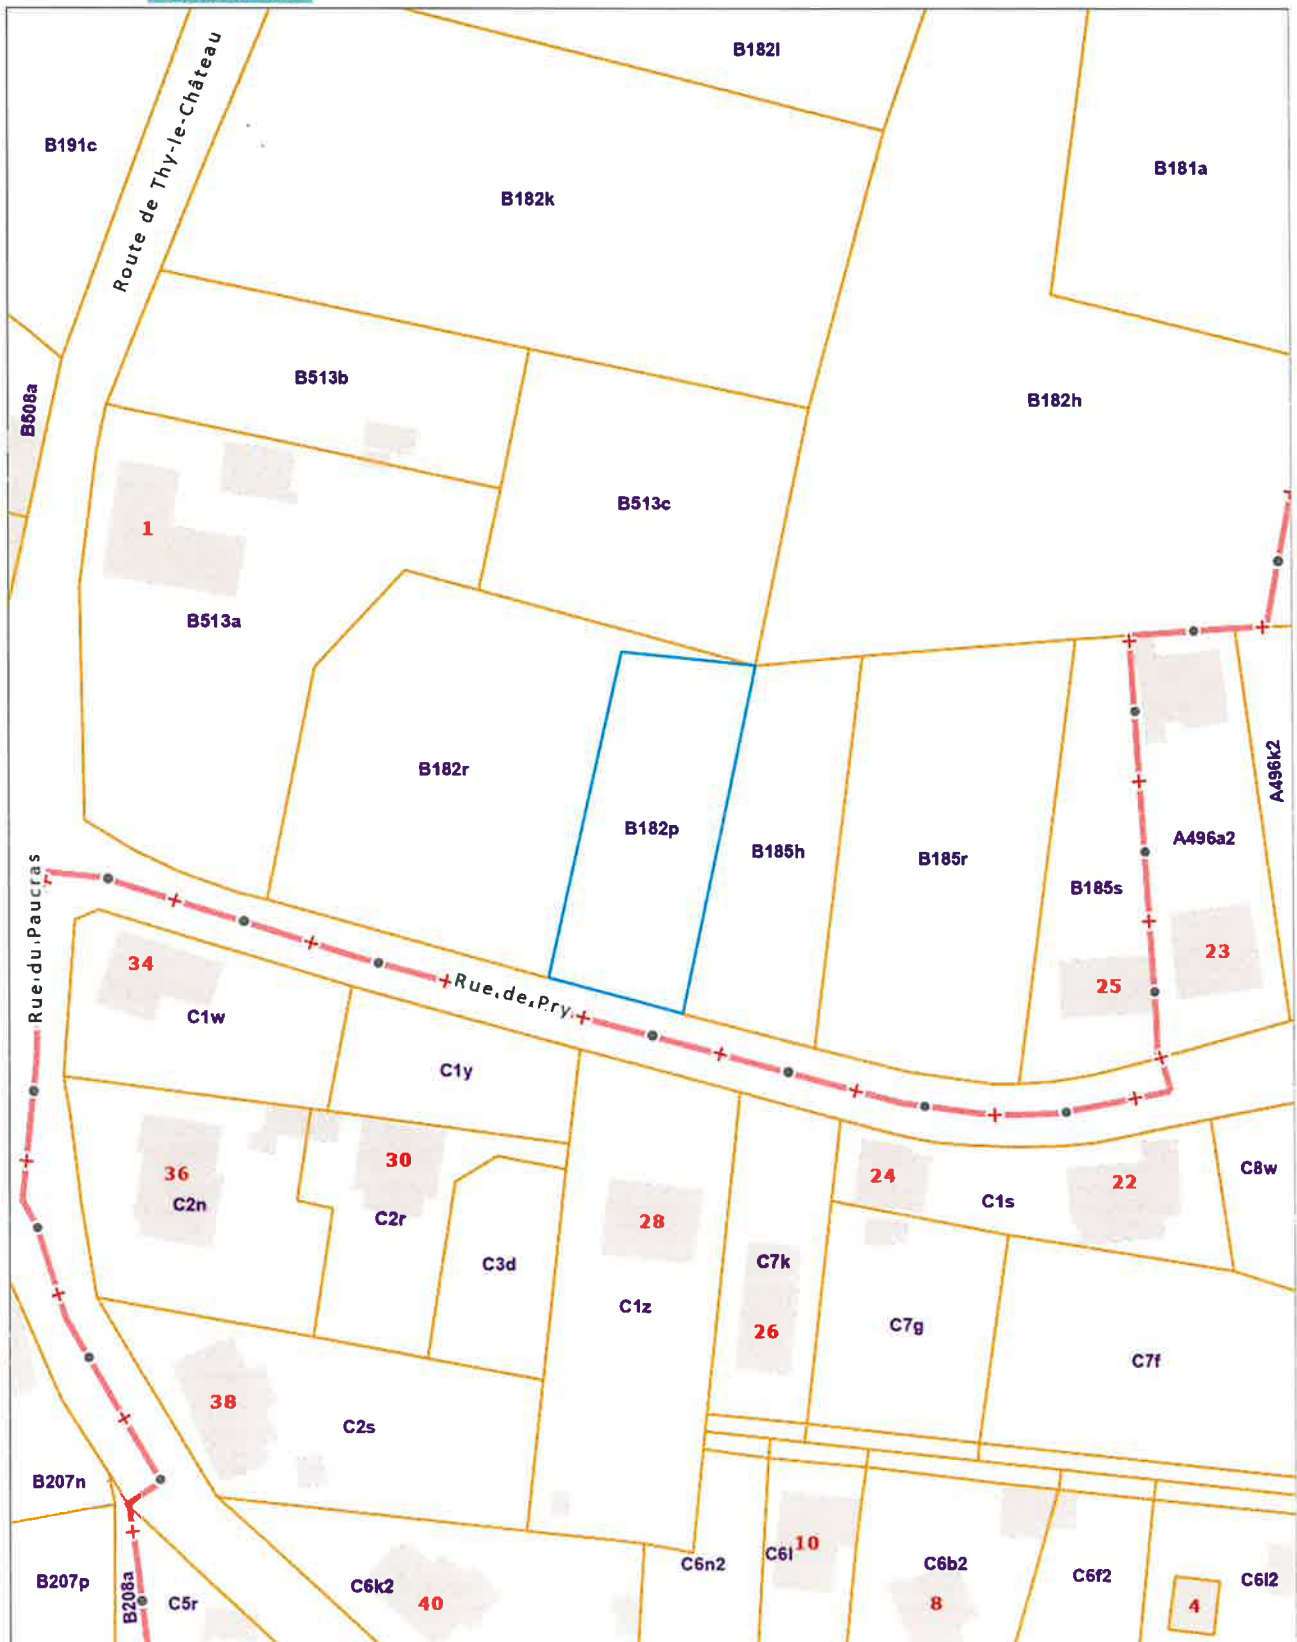 B182l
B191c
Route de Thy-le-Château
B181a
B182k
B513b
B508a
B182h
B513c
1
B513a
B182r
A496k2
B182p
A496a2
B185h
B185r
Rue du Paucras
B185s
23
34
25
Rue de Pry
C1w
C1y
30
24
C8w
36
22
C2n
C1s
C2r
28
C3d
C7k
C1z
C7g
26
C7f
38
C2s
B207n
10
C6l
C6n2
C6b2
C6f2
C6l2
B207p
C6k2
B208a
C5r
40
8
4